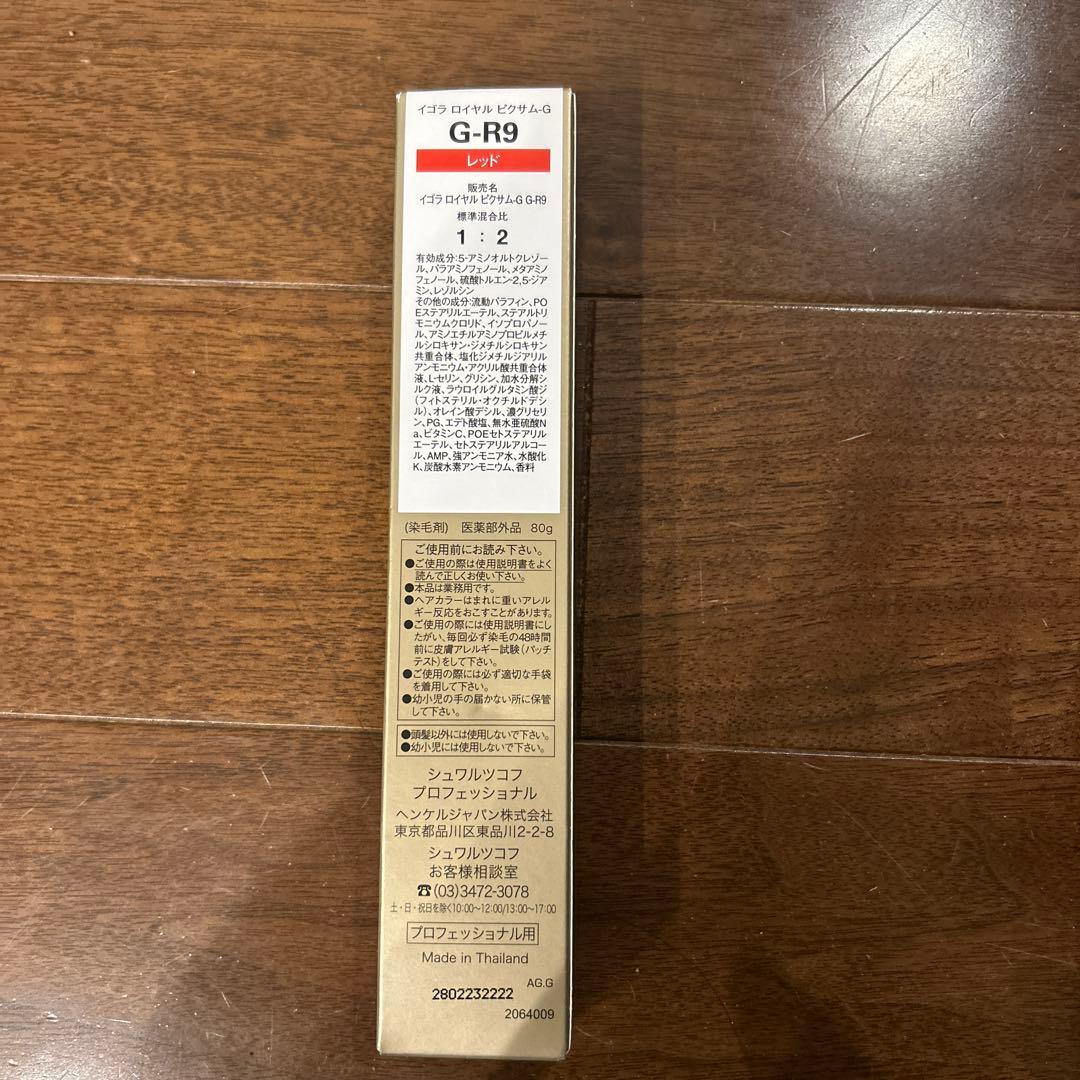 イゴラ ロイヤル ピクサム-G
G-R9
レッド
販売名
イゴラ ロイヤル ピクサム-G G-R9
標準混合比
1 : 2
有効成分:5-アミノオルトクレゾー
ル、パラアミノフェノール、メタアミノ
フェノール、硫酸トルエン-2,5-ジア
ミン、レゾルシン
その他の成分:流動パラフィン、PO
Eステアリルエーテル、ステアルトリ
モニウムクロリド、イソプロパノー
ル、アミノエチルアミノプロピルメチ
ルシロキサン・ジメチルシロキサン
共重合体、塩化ジメチルジアリル
アンモニウム・アクリル酸共重合体
液、L-セリン、グリシン、加水分解シ
ルク液、ラウロイルグルタミン酸ジ
(フィトステリル・オクチルドデシ
ル)、オレイン酸デシル、濃グリセリ
ン、PG、エデト酸塩、無水亜硫酸N
a、ビタミンC、POEセトステアリル
エーテル、セトステアリルアルコー
ル、AMP、強アンモニア水、水酸化
K、炭酸水素アンモニウム、香料
(染毛剤) 医薬部外品 80g
ご使用前にお読み下さい。
●ご使用の際は使用説明書をよく
読んで正しくお使い下さい。
●本品は業務用です。
●ヘアカラーはまれに重いアレル
ギー反応をおこすことがあります。
●ご使用の際には使用説明書にし
たがい、毎回必ず染毛の48時間
前に皮膚アレルギー試験(パッチ
テスト)をして下さい。
●ご使用の際には必ず適切な手袋
を着用して下さい。
●幼小児の手の届かない所に保管
して下さい。
●頭髪以外には使用しないで下さい。
●幼小児には使用しないで下さい。
シュワルツコフ
プロフェッショナル
ヘンケルジャパン株式会社
東京都品川区東品川2-2-8
シュワルツコフ
お客様相談室
☎(03)3472-3078
土・日・祝日を除く10:00〜12:00/13:00〜17:00
プロフェッショナル用
Made in Thailand
AG.G
2802232222
2064009